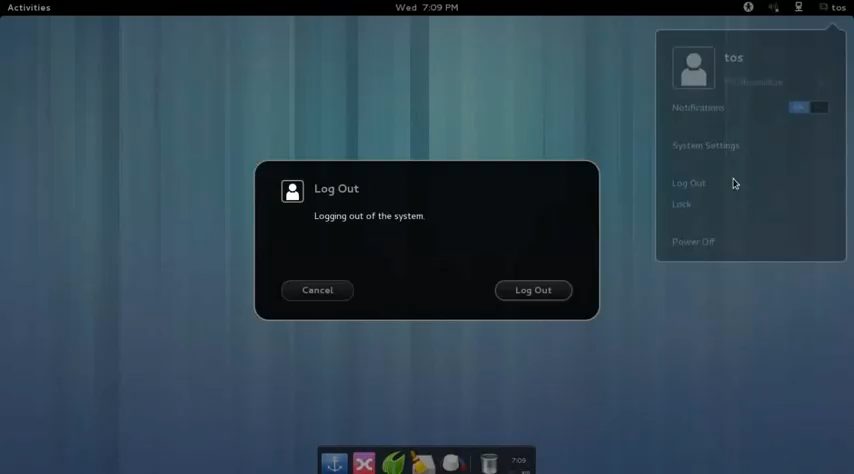 Activities
Wed 7:09 PM
tos
tos
Notifications
System Settings
Log Out
Lock
Power Off
Log Out
Logging out of the system.
Cancel
Log Out
7:09